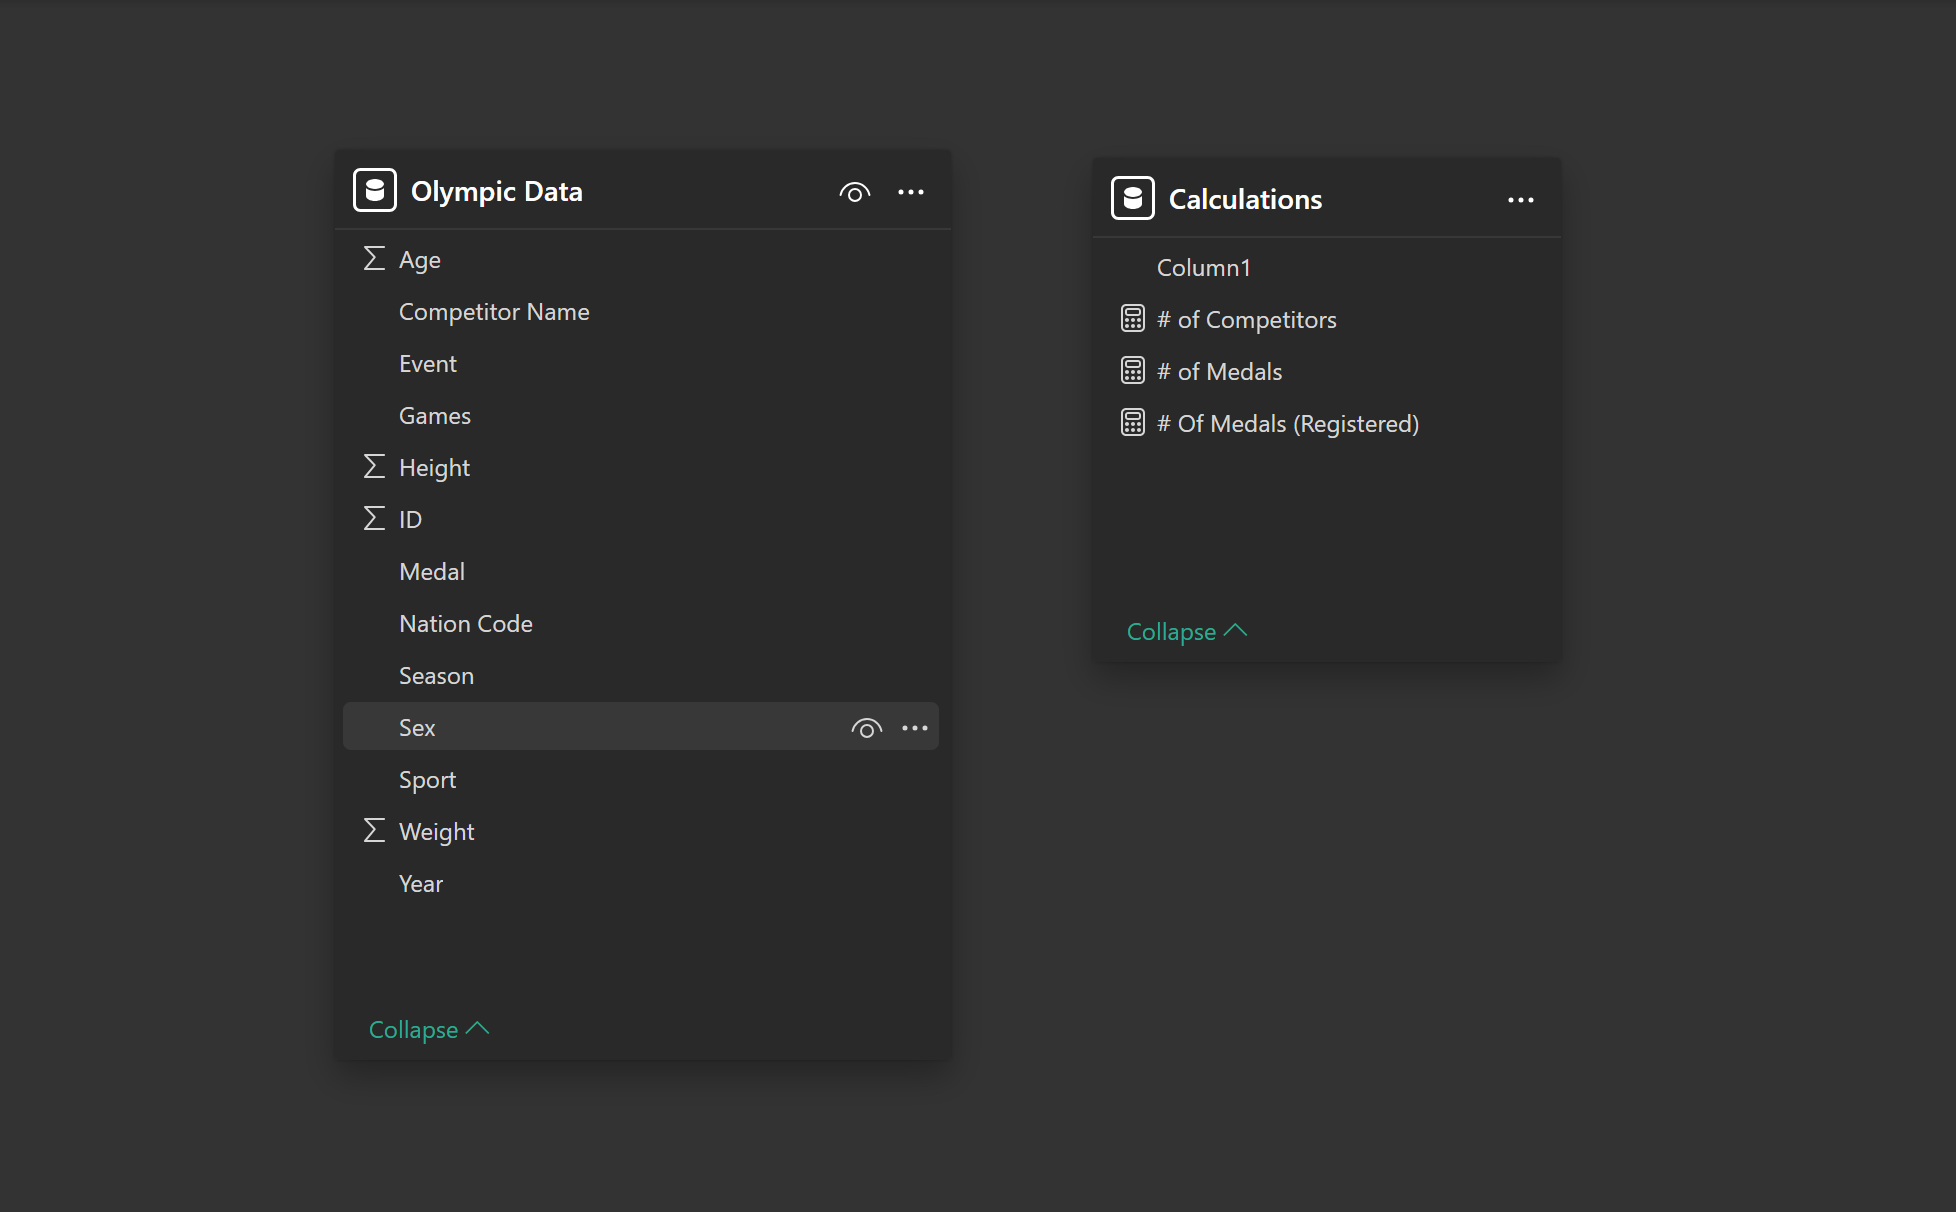 Olympic Data
Age
Competitor Name
Event
Games
Height
ID
Medal
Nation Code
Season
Sex
Sport
Weight
Year
Collapse
Calculations
Column1
# of Competitors
# of Medals
# Of Medals (Registered)
Collapse